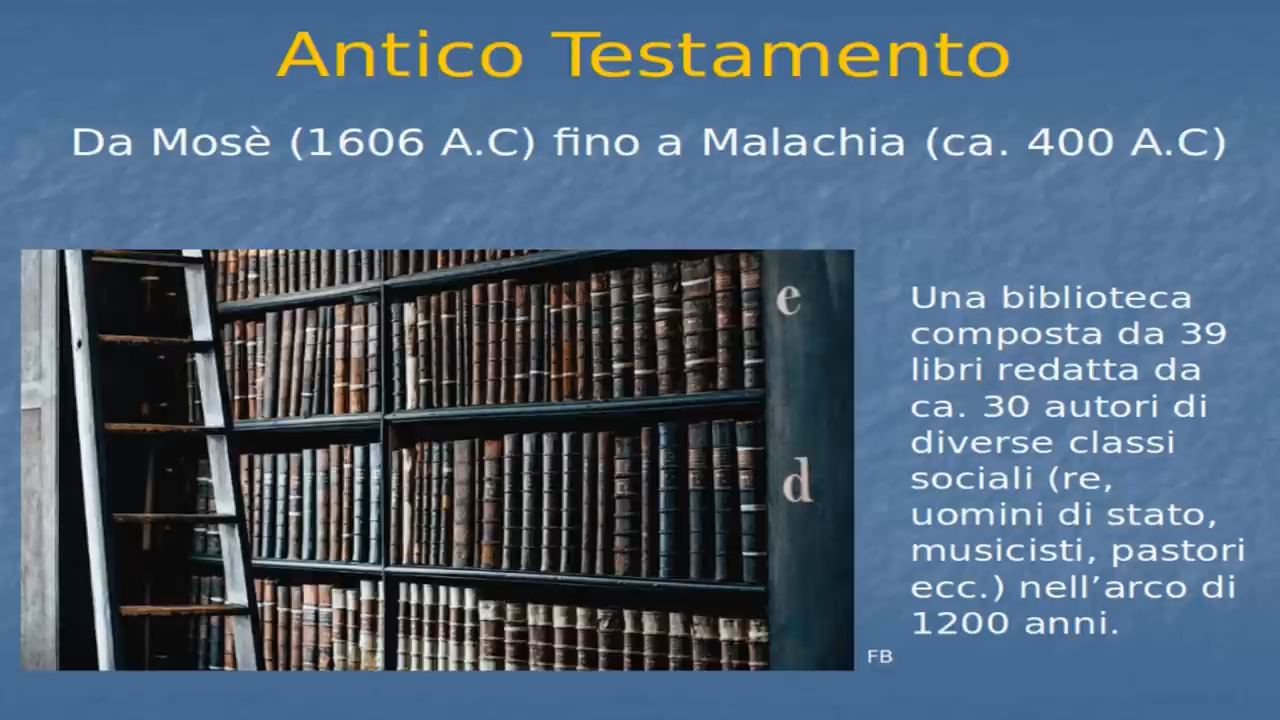 Antico Testamento
Da Mosè (1606 A.C) fino a Malachia (ca. 400 A.C)
e
d
Una biblioteca
composta da 39
libri redatta da
ca. 30 autori di
diverse classi
sociali (re,
uomini di stato,
musicisti, pastori
ecc.) nell’arco di
1200 anni.
FB